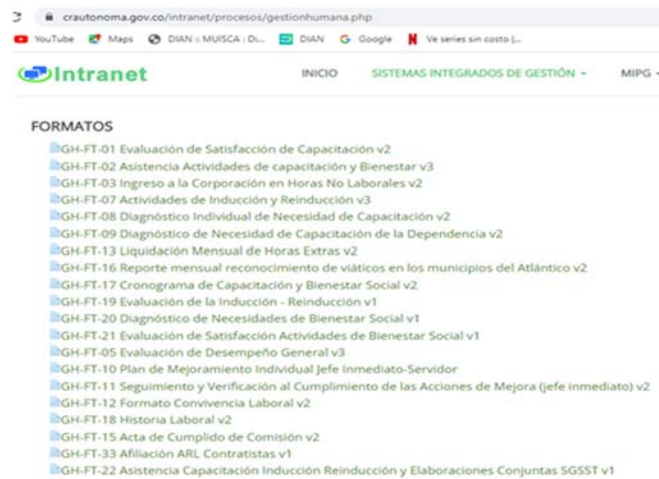 crautonoma.gov.co/intranet/procesos/gestionhumana.php
YouTube Maps DIAN :: MUISCA : Di... DIAN Google Ve series sin costo |...
Intranet INICIO SISTEMAS INTEGRADOS DE GESTIÓN MIPG
FORMATOS
GH-FT-01 Evaluación de Satisfacción de Capacitación v2
GH-FT-02 Asistencia Actividades de capacitación y Bienestar v3
GH-FT-03 Ingreso a la Corporación en Horas No Laborales v2
GH-FT-07 Actividades de Inducción y Reinducción v3
GH-FT-08 Diagnóstico Individual de Necesidad de Capacitación v2
GH-FT-09 Diagnóstico de Necesidad de Capacitación de la Dependencia v2
GH-FT-13 Liquidación Mensual de Horas Extras v2
GH-FT-16 Reporte mensual reconocimiento de viáticos en los municipios del Atlántico v2
GH-FT-17 Cronograma de Capacitación y Bienestar Social v2
GH-FT-19 Evaluación de la Inducción - Reinducción v1
GH-FT-20 Diagnóstico de Necesidades de Bienestar Social v1
GH-FT-21 Evaluación de Satisfacción Actividades de Bienestar Social v1
GH-FT-05 Evaluación de Desempeño General v3
GH-FT-10 Plan de Mejoramiento Individual Jefe Inmediato-Servidor
GH-FT-11 Seguimiento y Verificación al Cumplimiento de las Acciones de Mejora (jefe inmediato) v2
GH-FT-12 Formato Convivencia Laboral v2
GH-FT-18 Historia Laboral v2
GH-FT-15 Acta de Cumplido de Comisión v2
GH-FT-33 Afiliación ARL Contratistas v1
GH-FT-22 Asistencia Capacitación Inducción Reinducción y Elaboraciones Conjuntas SGSST v1